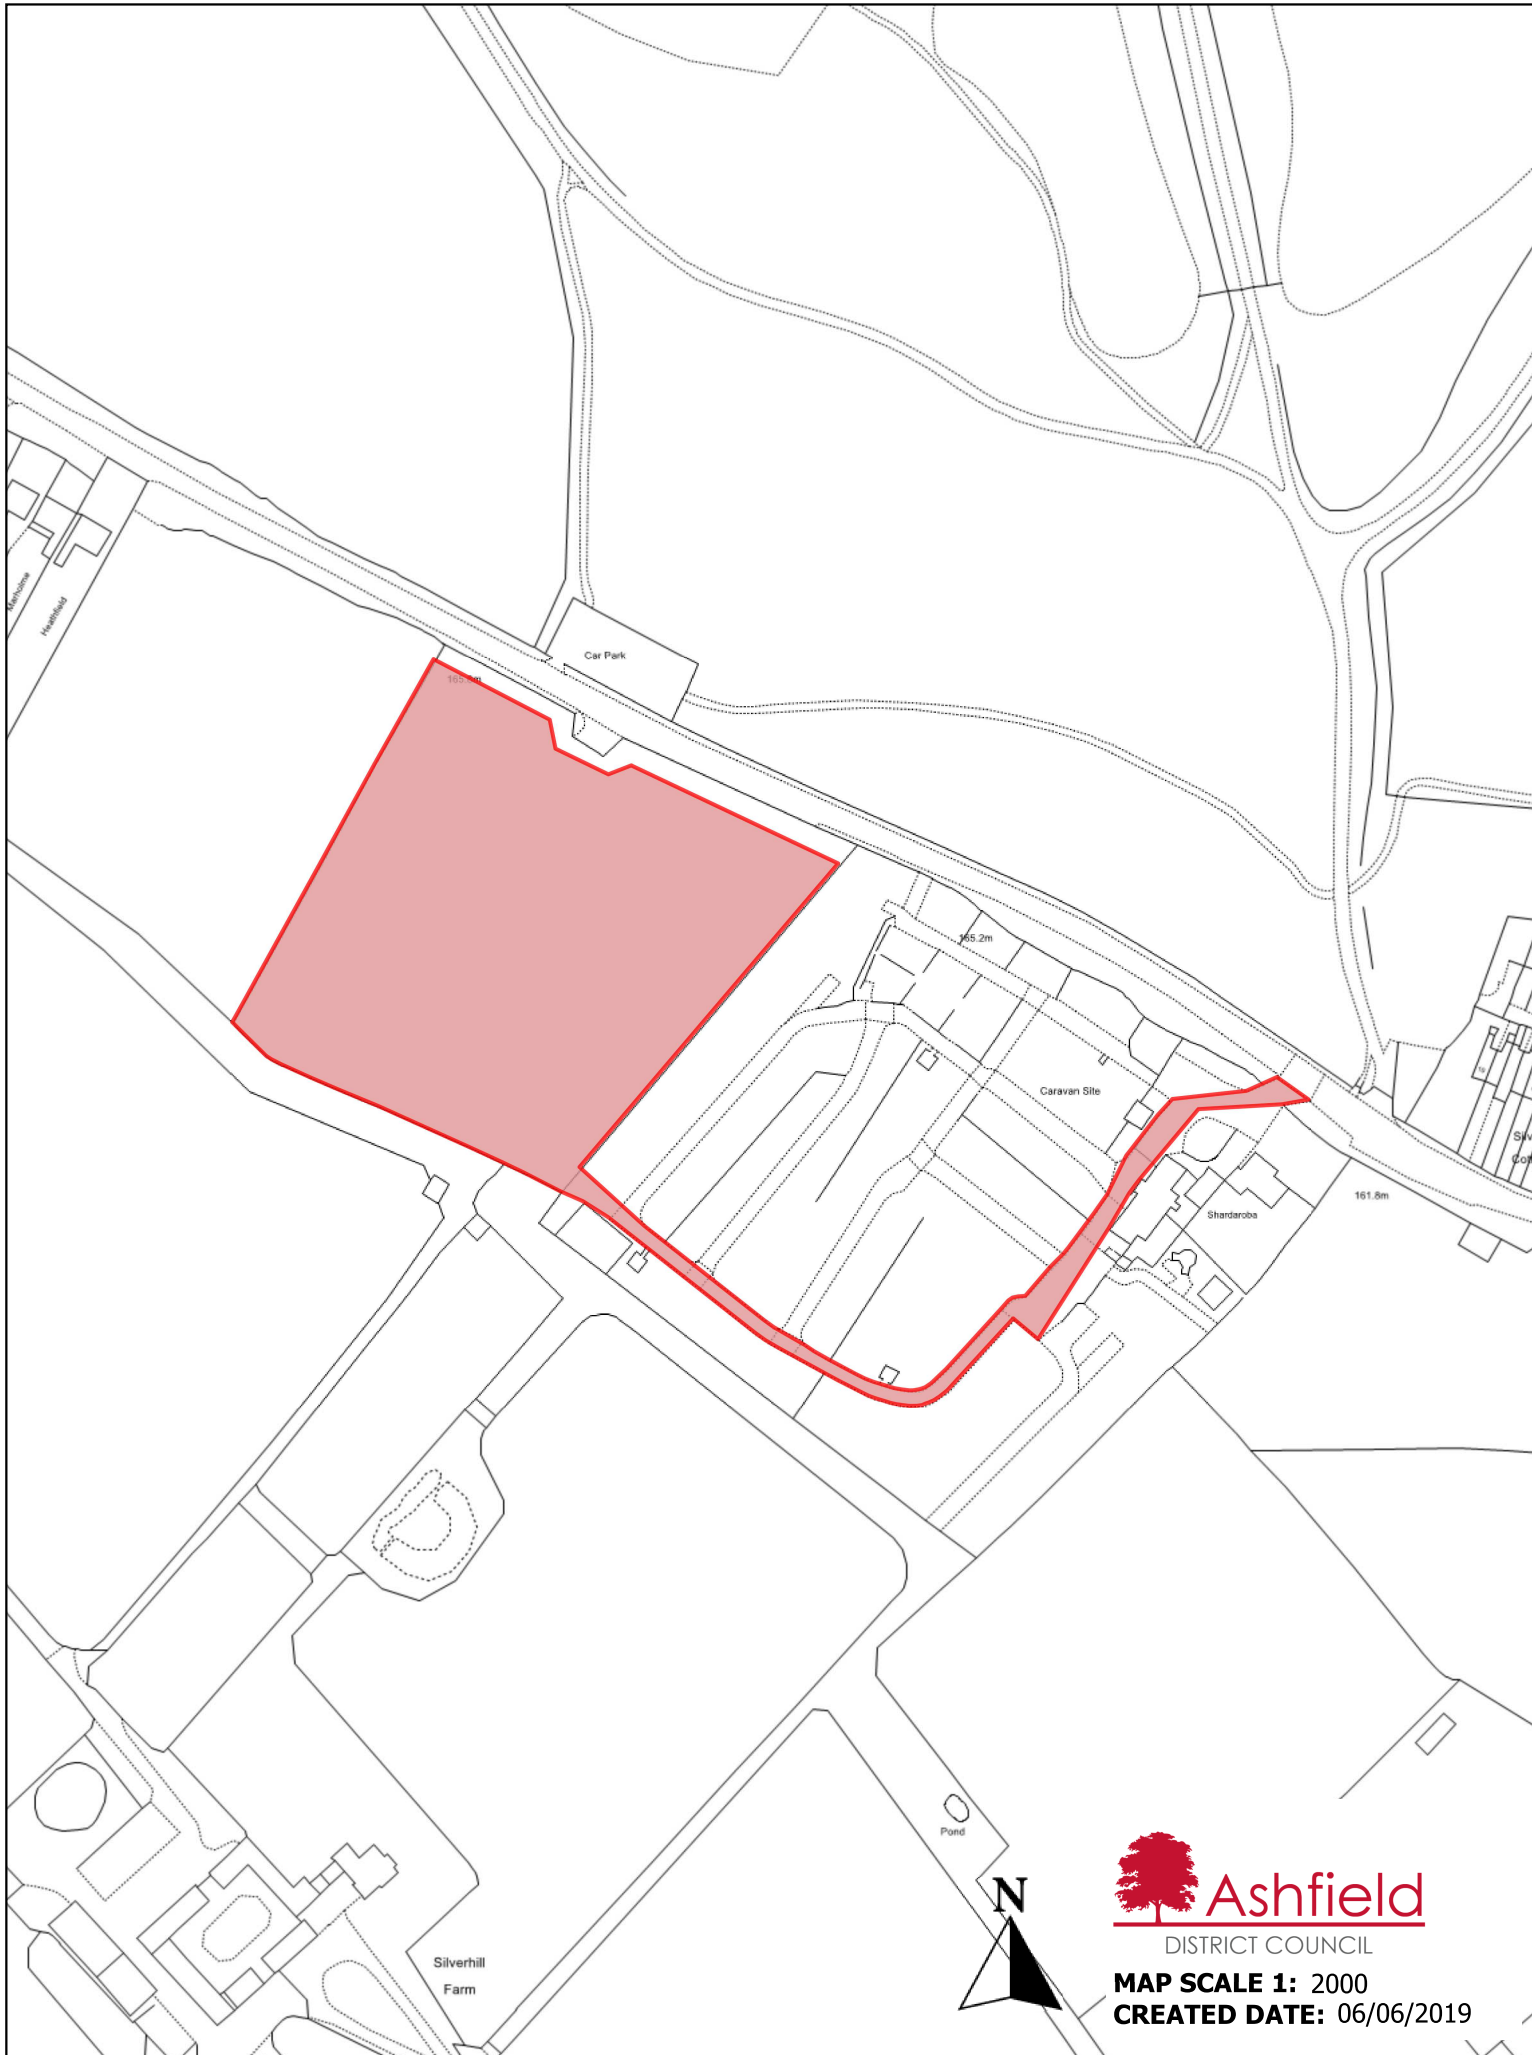 Marholme
Heathfield
Car Park
165.2m
Caravan Site
Shardaroba
161.8m
Pond
Silverhill
Farm
N
Ashfield
DISTRICT COUNCIL
MAP SCALE 1: 2000
CREATED DATE: 06/06/2019